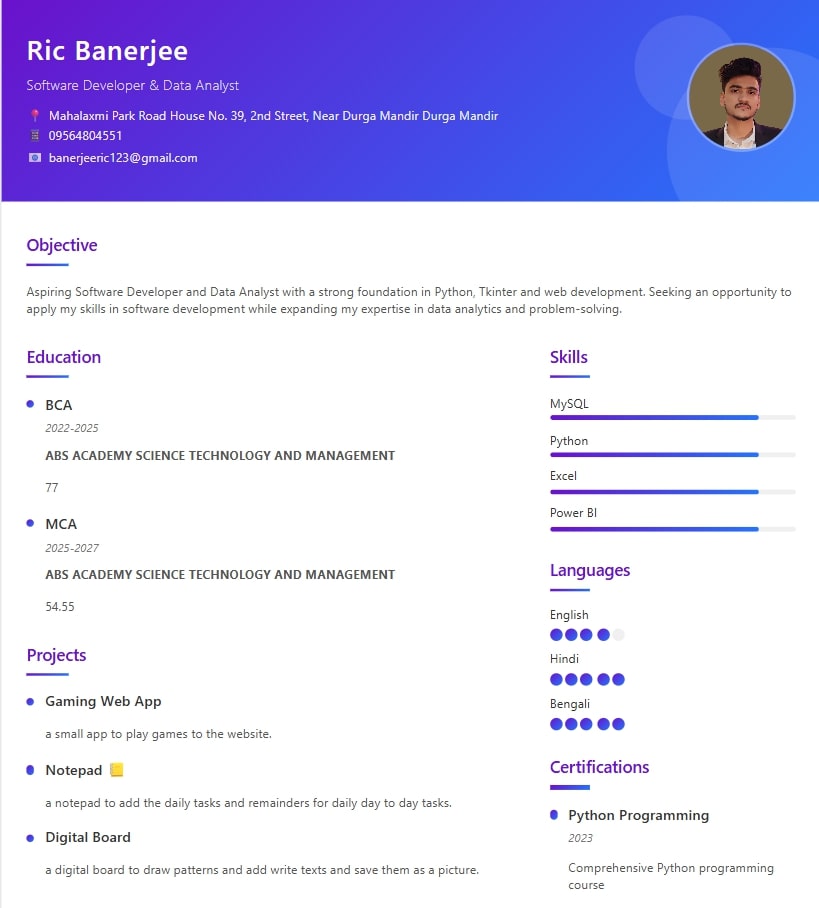 Ric Banerjee
Software Developer & Data Analyst
📍 Mahalaxmi Park Road House No. 39, 2nd Street, Near Durga Mandir Durga Mandir
09564804551
📧 banerjeeric123@gmail.com
Objective
Aspiring Software Developer and Data Analyst with a strong foundation in Python, Tkinter and web development. Seeking an opportunity to
apply my skills in software development while expanding my expertise in data analytics and problem-solving.
Education
BCA
2022-2025
ABS ACADEMY SCIENCE TECHNOLOGY AND MANAGEMENT
77
MCA
2025-2027
ABS ACADEMY SCIENCE TECHNOLOGY AND MANAGEMENT
54.55
Projects
Gaming Web App
a small app to play games to the website.
Notepad 📒
a notepad to add the daily tasks and remainders for daily day to day tasks.
Digital Board
a digital board to draw patterns and add write texts and save them as a picture.
Skills
MySQL
Python
Excel
Power BI
Languages
English
Hindi
Bengali
Certifications
Python Programming
2023
Comprehensive Python programming
course